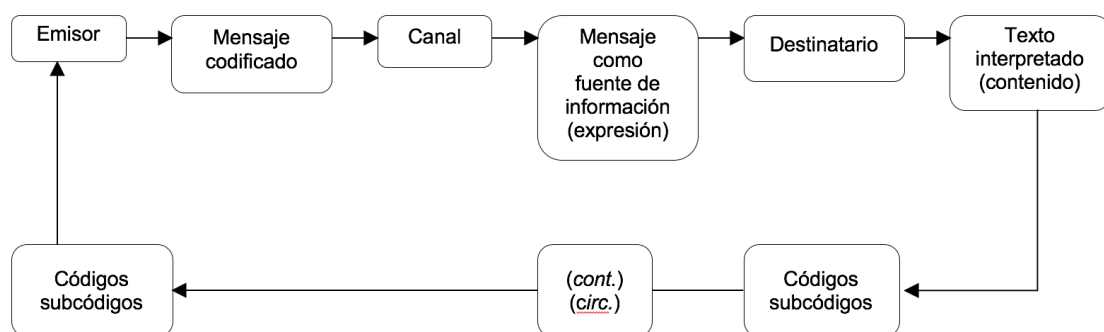 Emisor
Mensaje
codificado
Canal
Mensaje
como
fuente de
información
(expresión)
Destinatario
Texto
interpretado
(contenido)
Códigos
subcódigos
(cont.)
(circ.)
Códigos
subcódigos